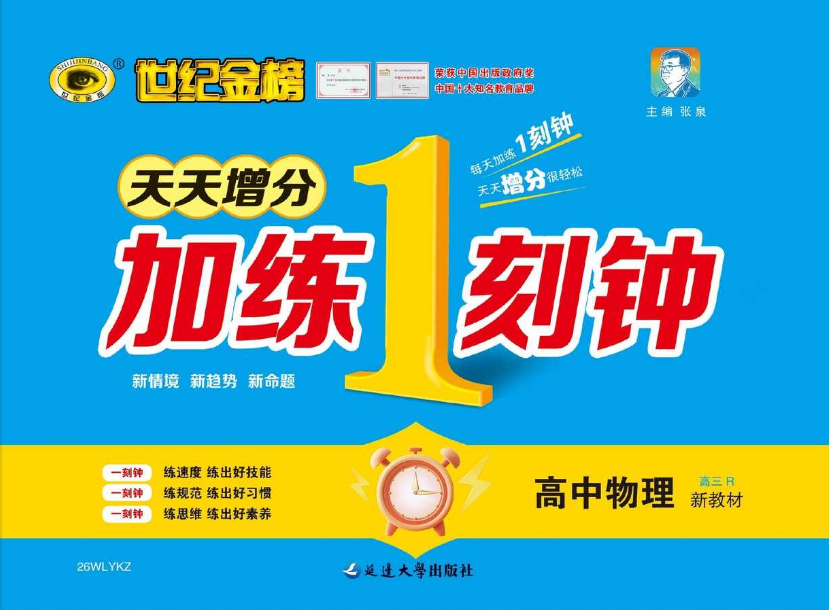 SHIJIJINBANG
世纪金榜
®
世纪金榜
荣获中国出版政府奖
中国十大知名教育品牌
主编 张泉
天天增分
每天加练1刻钟
天天增分很轻松
加练1刻钟
新情境 新趋势 新命题
一刻钟 练速度 练出好技能
一刻钟 练规范 练出好习惯
一刻钟 练思维 练出好素养
高中物理
高三 R
新教材
26WLYKZ
延边大学出版社